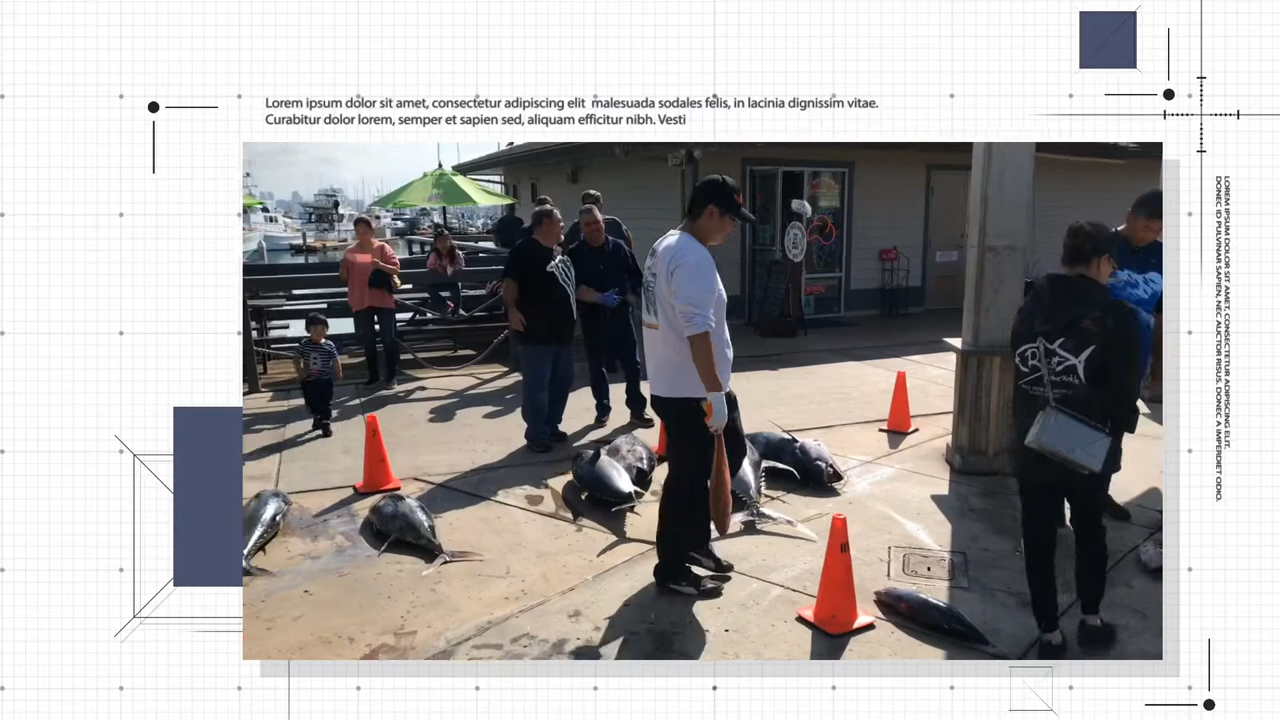 Lorem ipsum dolor sit amet, consectetur adipiscing elit  malesuada sodales felis, in lacinia dignissim vitae.
Curabitur dolor lorem, semper et sapien sed, aliquam efficitur nibh. Vesti
LOREM IPSUM DOLOR SIT AMET, CONSECTETUR ADIPISCING ELIT.
DONEC ID PULVINAR SAPIEN, NEC AUCTOR RISUS. DONEC A IMPERDIET ODIO.
OPEN